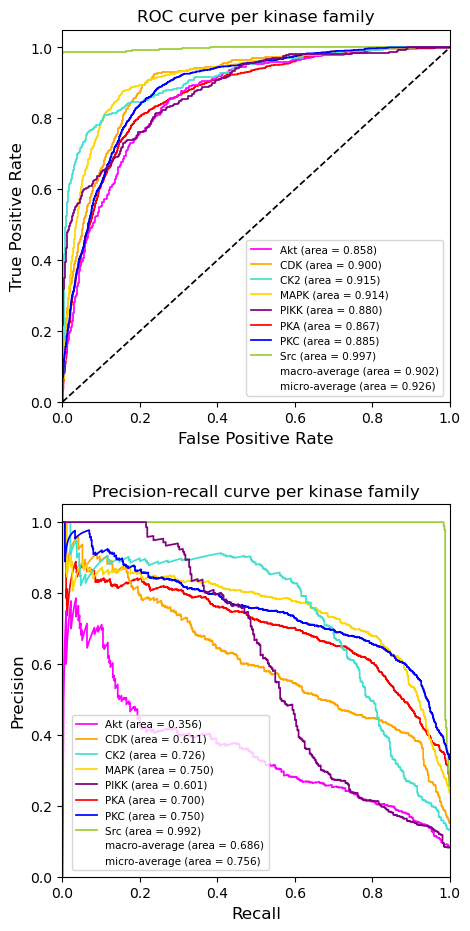 ROC curve per kinase family
1.0
0.8
0.6
0.4
0.2
0.0
True Positive Rate
Akt (area = 0.858)
CDK (area = 0.900)
CK2 (area = 0.915)
MAPK (area = 0.914)
PIKK (area = 0.880)
PKA (area = 0.867)
PKC (area = 0.885)
Src (area = 0.997)
macro-average (area = 0.902)
micro-average (area = 0.926)
0.0 0.2 0.4 0.6 0.8 1.0
False Positive Rate
Precision-recall curve per kinase family
1.0
0.8
0.6
0.4
0.2
0.0
Precision
Akt (area = 0.356)
CDK (area = 0.611)
CK2 (area = 0.726)
MAPK (area = 0.750)
PIKK (area = 0.601)
PKA (area = 0.700)
PKC (area = 0.750)
Src (area = 0.992)
macro-average (area = 0.686)
micro-average (area = 0.756)
0.0 0.2 0.4 0.6 0.8 1.0
Recall